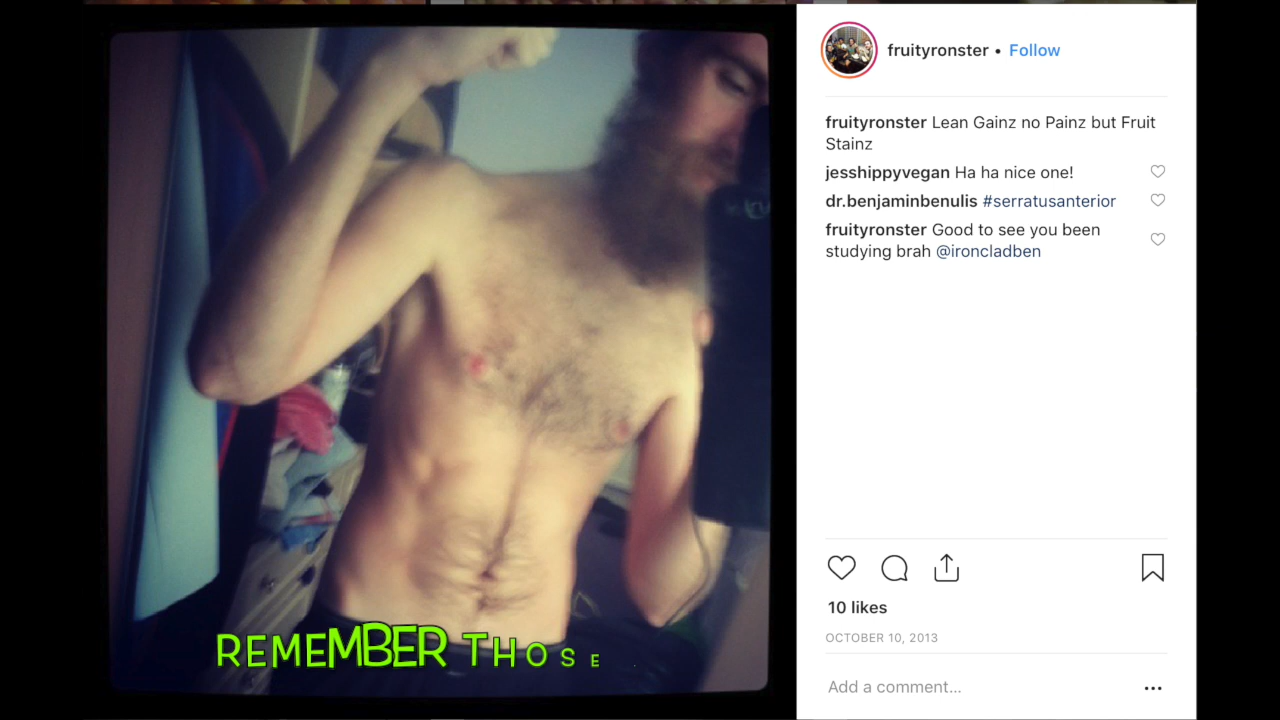 fruityronster • Follow
fruityronster Lean Gainz no Painz but Fruit
Stainz
jesshippyvegan Ha ha nice one!
dr.benjaminbenulis #serratusanterior
fruityronster Good to see you been
studying brah @ironcladben
10 likes
OCTOBER 10, 2013
Add a comment...
REMEMBER THOSE